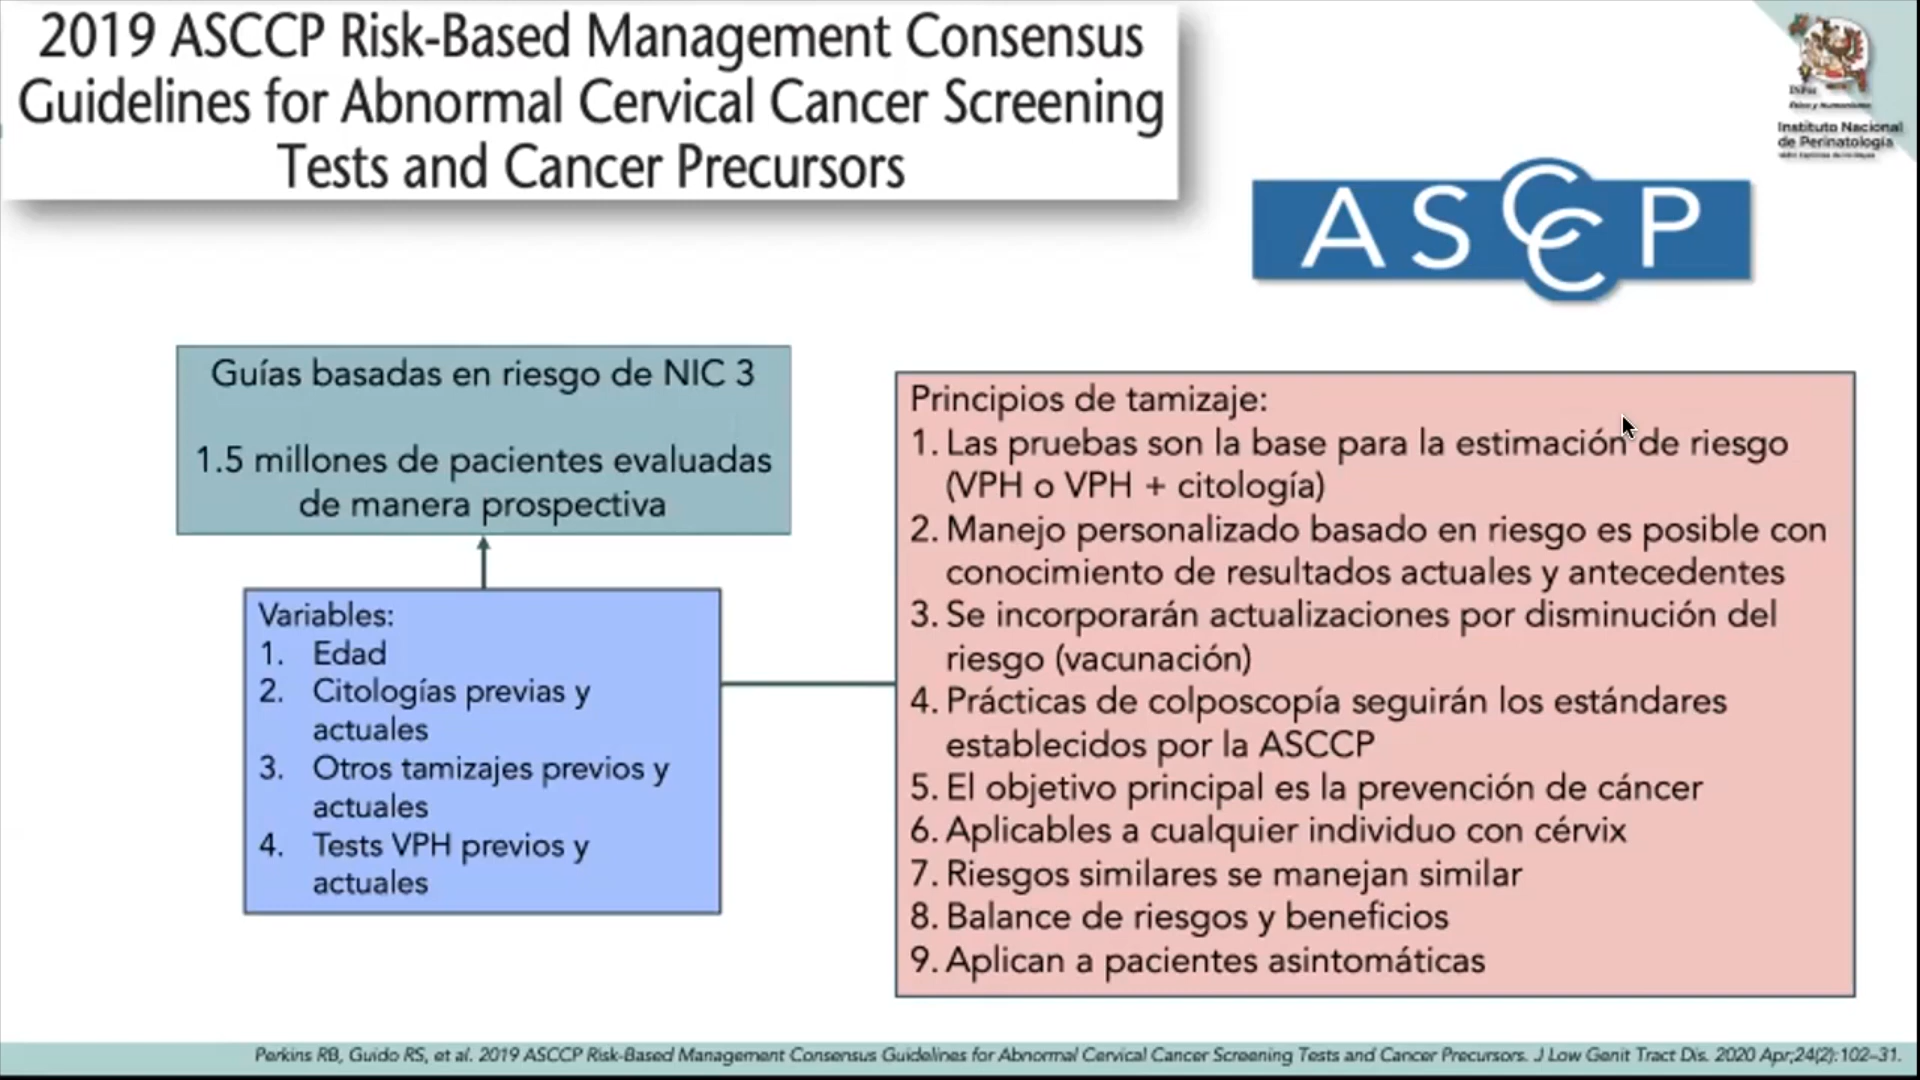 2019 ASCCP Risk-Based Management Consensus
Guidelines for Abnormal Cervical Cancer Screening
Tests and Cancer Precursors
INPer
Instituto Nacional
de Perinatología
ASCCP
Guías basadas en riesgo de NIC 3
1.5 millones de pacientes evaluadas
de manera prospectiva
Variables:
1. Edad
2. Citologías previas y
actuales
3. Otros tamizajes previos y
actuales
4. Tests VPH previos y
actuales
Principios de tamizaje:
1. Las pruebas son la base para la estimación de riesgo
(VPH o VPH + citología)
2. Manejo personalizado basado en riesgo es posible con
conocimiento de resultados actuales y antecedentes
3. Se incorporarán actualizaciones por disminución del
riesgo (vacunación)
4. Prácticas de colposcopía seguirán los estándares
establecidos por la ASCCP
5. El objetivo principal es la prevención de cáncer
6. Aplicables a cualquier individuo con cérvix
7. Riesgos similares se manejan similar
8. Balance de riesgos y beneficios
9. Aplican a pacientes asintomáticas
Perkins RB, Guido RS, et al. 2019 ASCCP Risk-Based Management Consensus Guidelines for Abnormal Cervical Cancer Screening Tests and Cancer Precursors. J Low Genit Tract Dis. 2020 Apr;24(2):102–31.